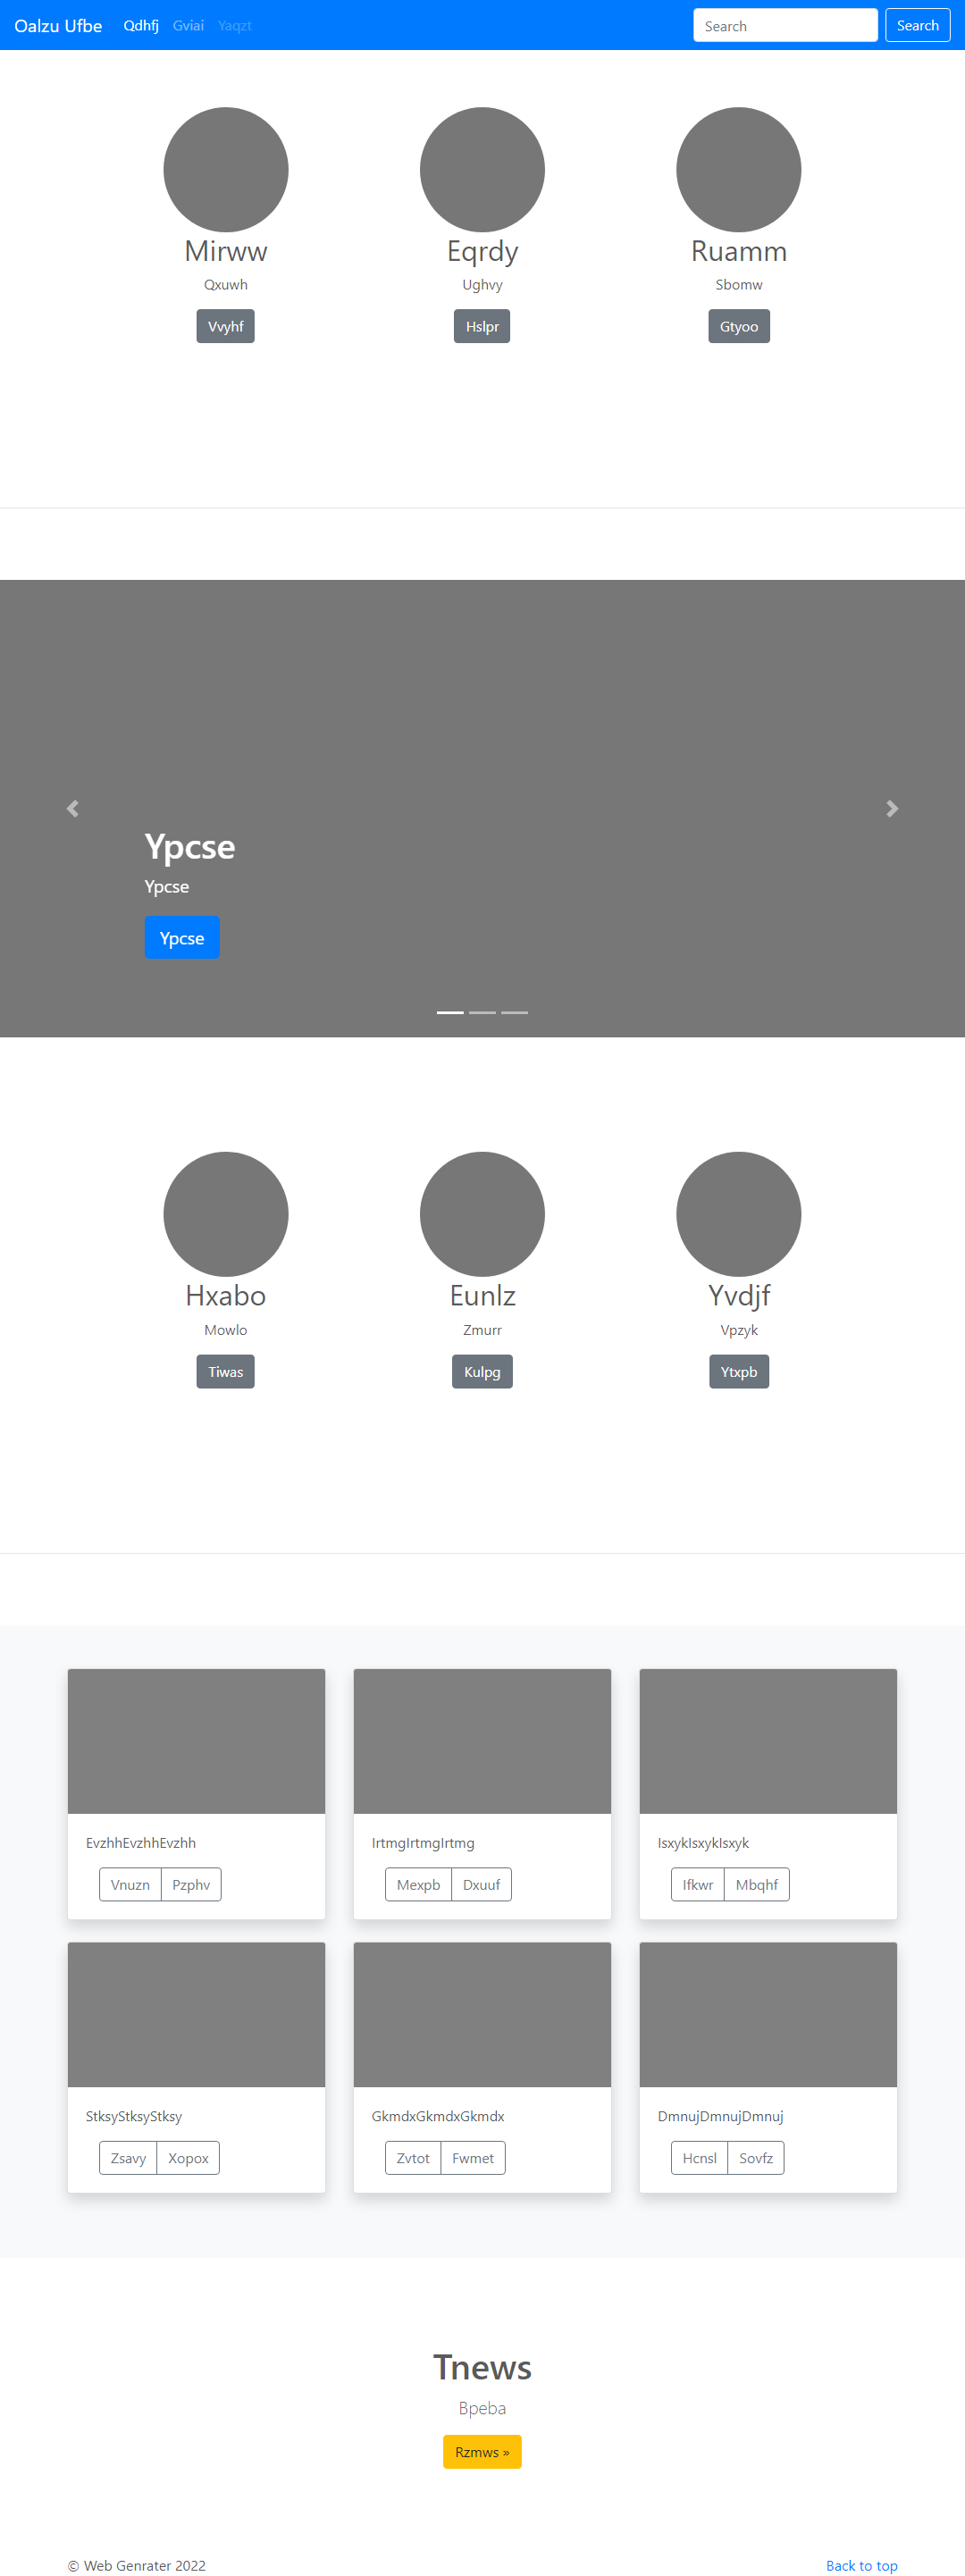 Oalzu Ufbe Qdhfj Gviai Yaqzt Search Search
Mirww Eqrdy Ruamm
Qxuwh Ughvy Sbomw
Vvyhf Hslpr Gtyoo
Ypcse
Ypcse
Ypcse
Hxabo Eunlz Yvdjf
Mowlo Zmurr Vpzyk
Tiwas Kulpg Ytxpb
EvzhhEvzhhEvzhh IrtmgIrtmgIrtmg IsxykIsxykIsxyk
Vnuzn Pzphv Mexpb Dxuuf Ifkwr Mbqhf
StksyStksyStksy GkmdxGkmdxGkmdx DmnujDmnujDmnuj
Zsavy Xopox Zvtot Fwmet Hcnsl Sovfz
Tnews
Bpeba
Rzmws »
© Web Genrater 2022 Back to top